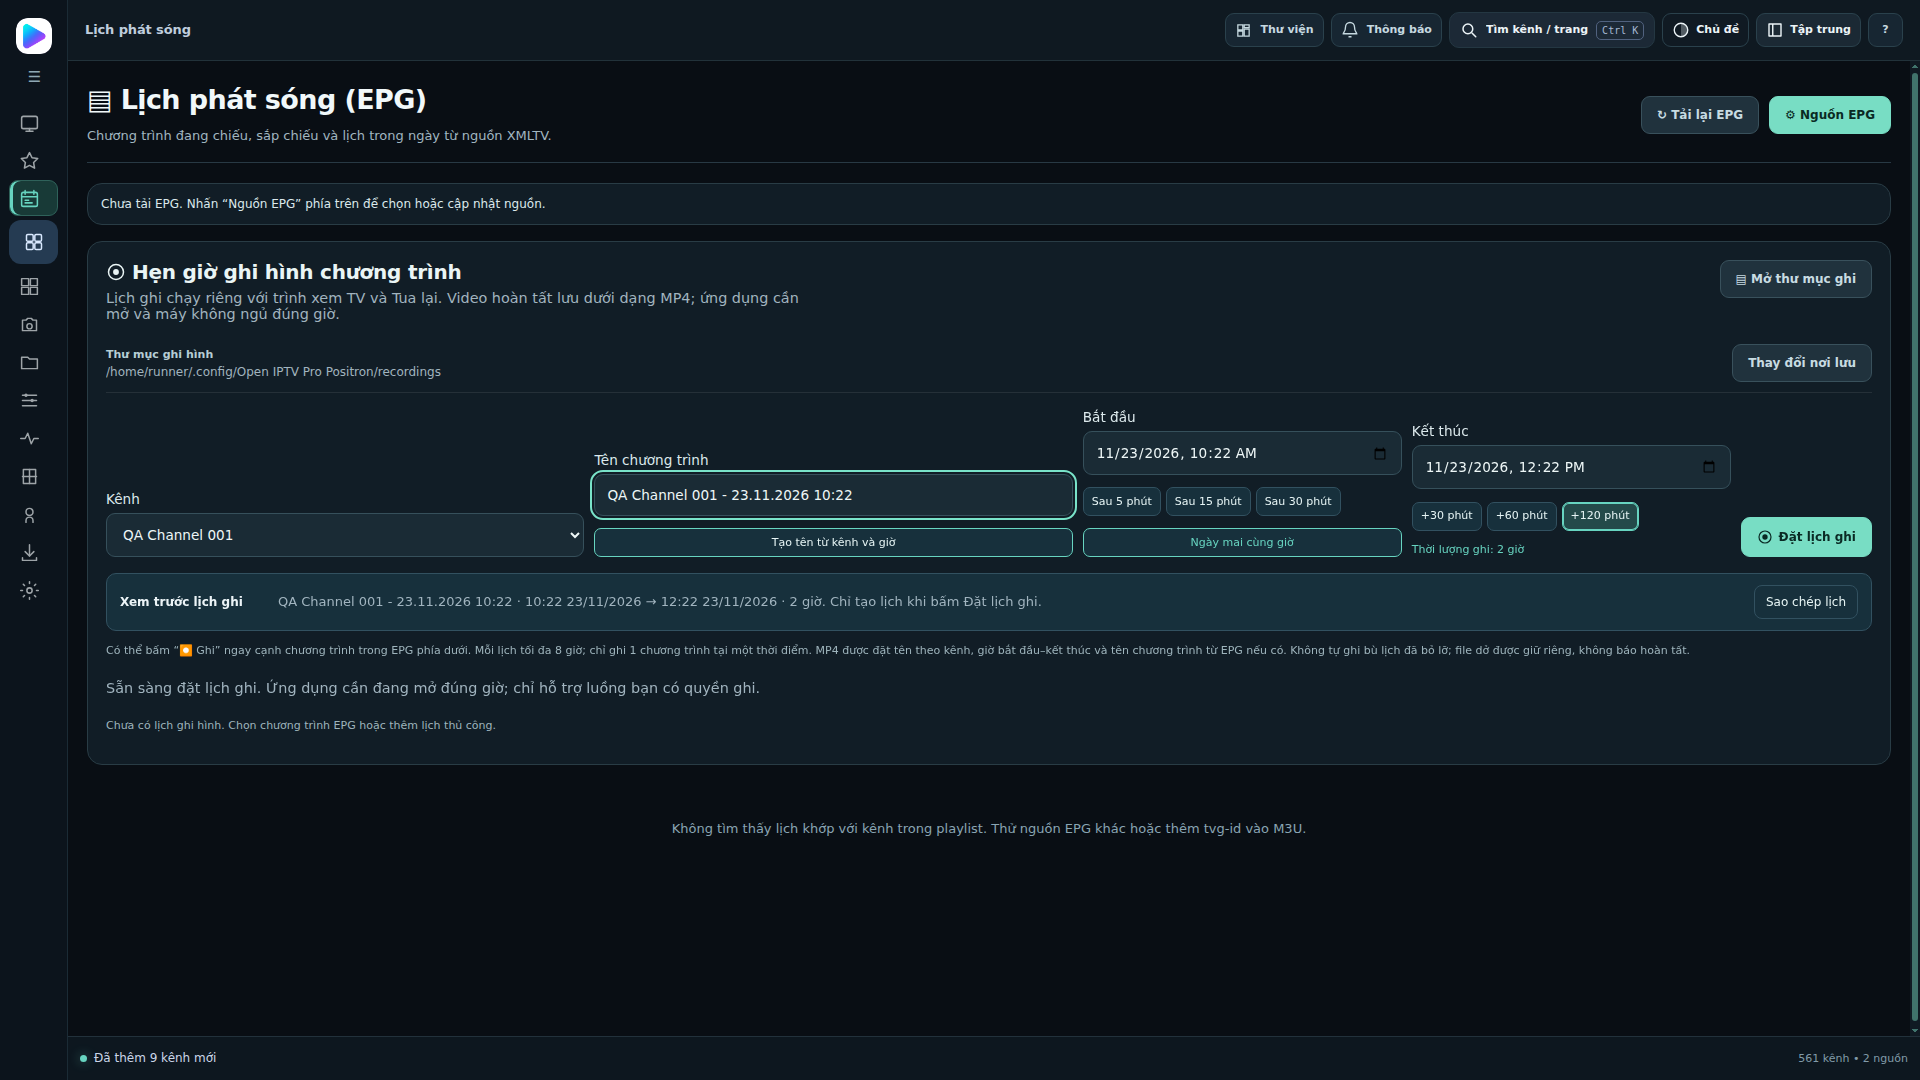 Lịch phát sóng
Thư viện
Thông báo
Tìm kênh / trang Ctrl K
Chủ đề
Tập trung
?
▤ Lịch phát sóng (EPG)
Chương trình đang chiếu, sắp chiếu và lịch trong ngày từ nguồn XMLTV.
↻ Tải lại EPG
⚙ Nguồn EPG
Chưa tải EPG. Nhấn “Nguồn EPG” phía trên để chọn hoặc cập nhật nguồn.
Hẹn giờ ghi hình chương trình
Lịch ghi chạy riêng với trình xem TV và Tua lại. Video hoàn tất lưu dưới dạng MP4; ứng dụng cần
mở và máy không ngủ đúng giờ.
▤ Mở thư mục ghi
Thư mục ghi hình
/home/runner/.config/Open IPTV Pro Positron/recordings
Thay đổi nơi lưu
Kênh
QA Channel 001
Tên chương trình
QA Channel 001 - 23.11.2026 10:22
Tạo tên từ kênh và giờ
Bắt đầu
11/23/2026, 10:22 AM
Sau 5 phút
Sau 15 phút
Sau 30 phút
Ngày mai cùng giờ
Kết thúc
11/23/2026, 12:22 PM
+30 phút
+60 phút
+120 phút
Thời lượng ghi: 2 giờ
Đặt lịch ghi
Xem trước lịch ghi
QA Channel 001 - 23.11.2026 10:22 · 10:22 23/11/2026 → 12:22 23/11/2026 · 2 giờ. Chỉ tạo lịch khi bấm Đặt lịch ghi.
Sao chép lịch
Có thể bấm “⏺ Ghi” ngay cạnh chương trình trong EPG phía dưới. Mỗi lịch tối đa 8 giờ; chỉ ghi 1 chương trình tại một thời điểm. MP4 được đặt tên theo kênh, giờ bắt đầu–kết thúc và tên chương trình từ EPG nếu có. Không tự ghi bù lịch đã bỏ lỡ; file dở được giữ riêng, không báo hoàn tất.
Sẵn sàng đặt lịch ghi. Ứng dụng cần đang mở đúng giờ; chỉ hỗ trợ luồng bạn có quyền ghi.
Chưa có lịch ghi hình. Chọn chương trình EPG hoặc thêm lịch thủ công.
Không tìm thấy lịch khớp với kênh trong playlist. Thử nguồn EPG khác hoặc thêm tvg-id vào M3U.
Đã thêm 9 kênh mới
561 kênh • 2 nguồn